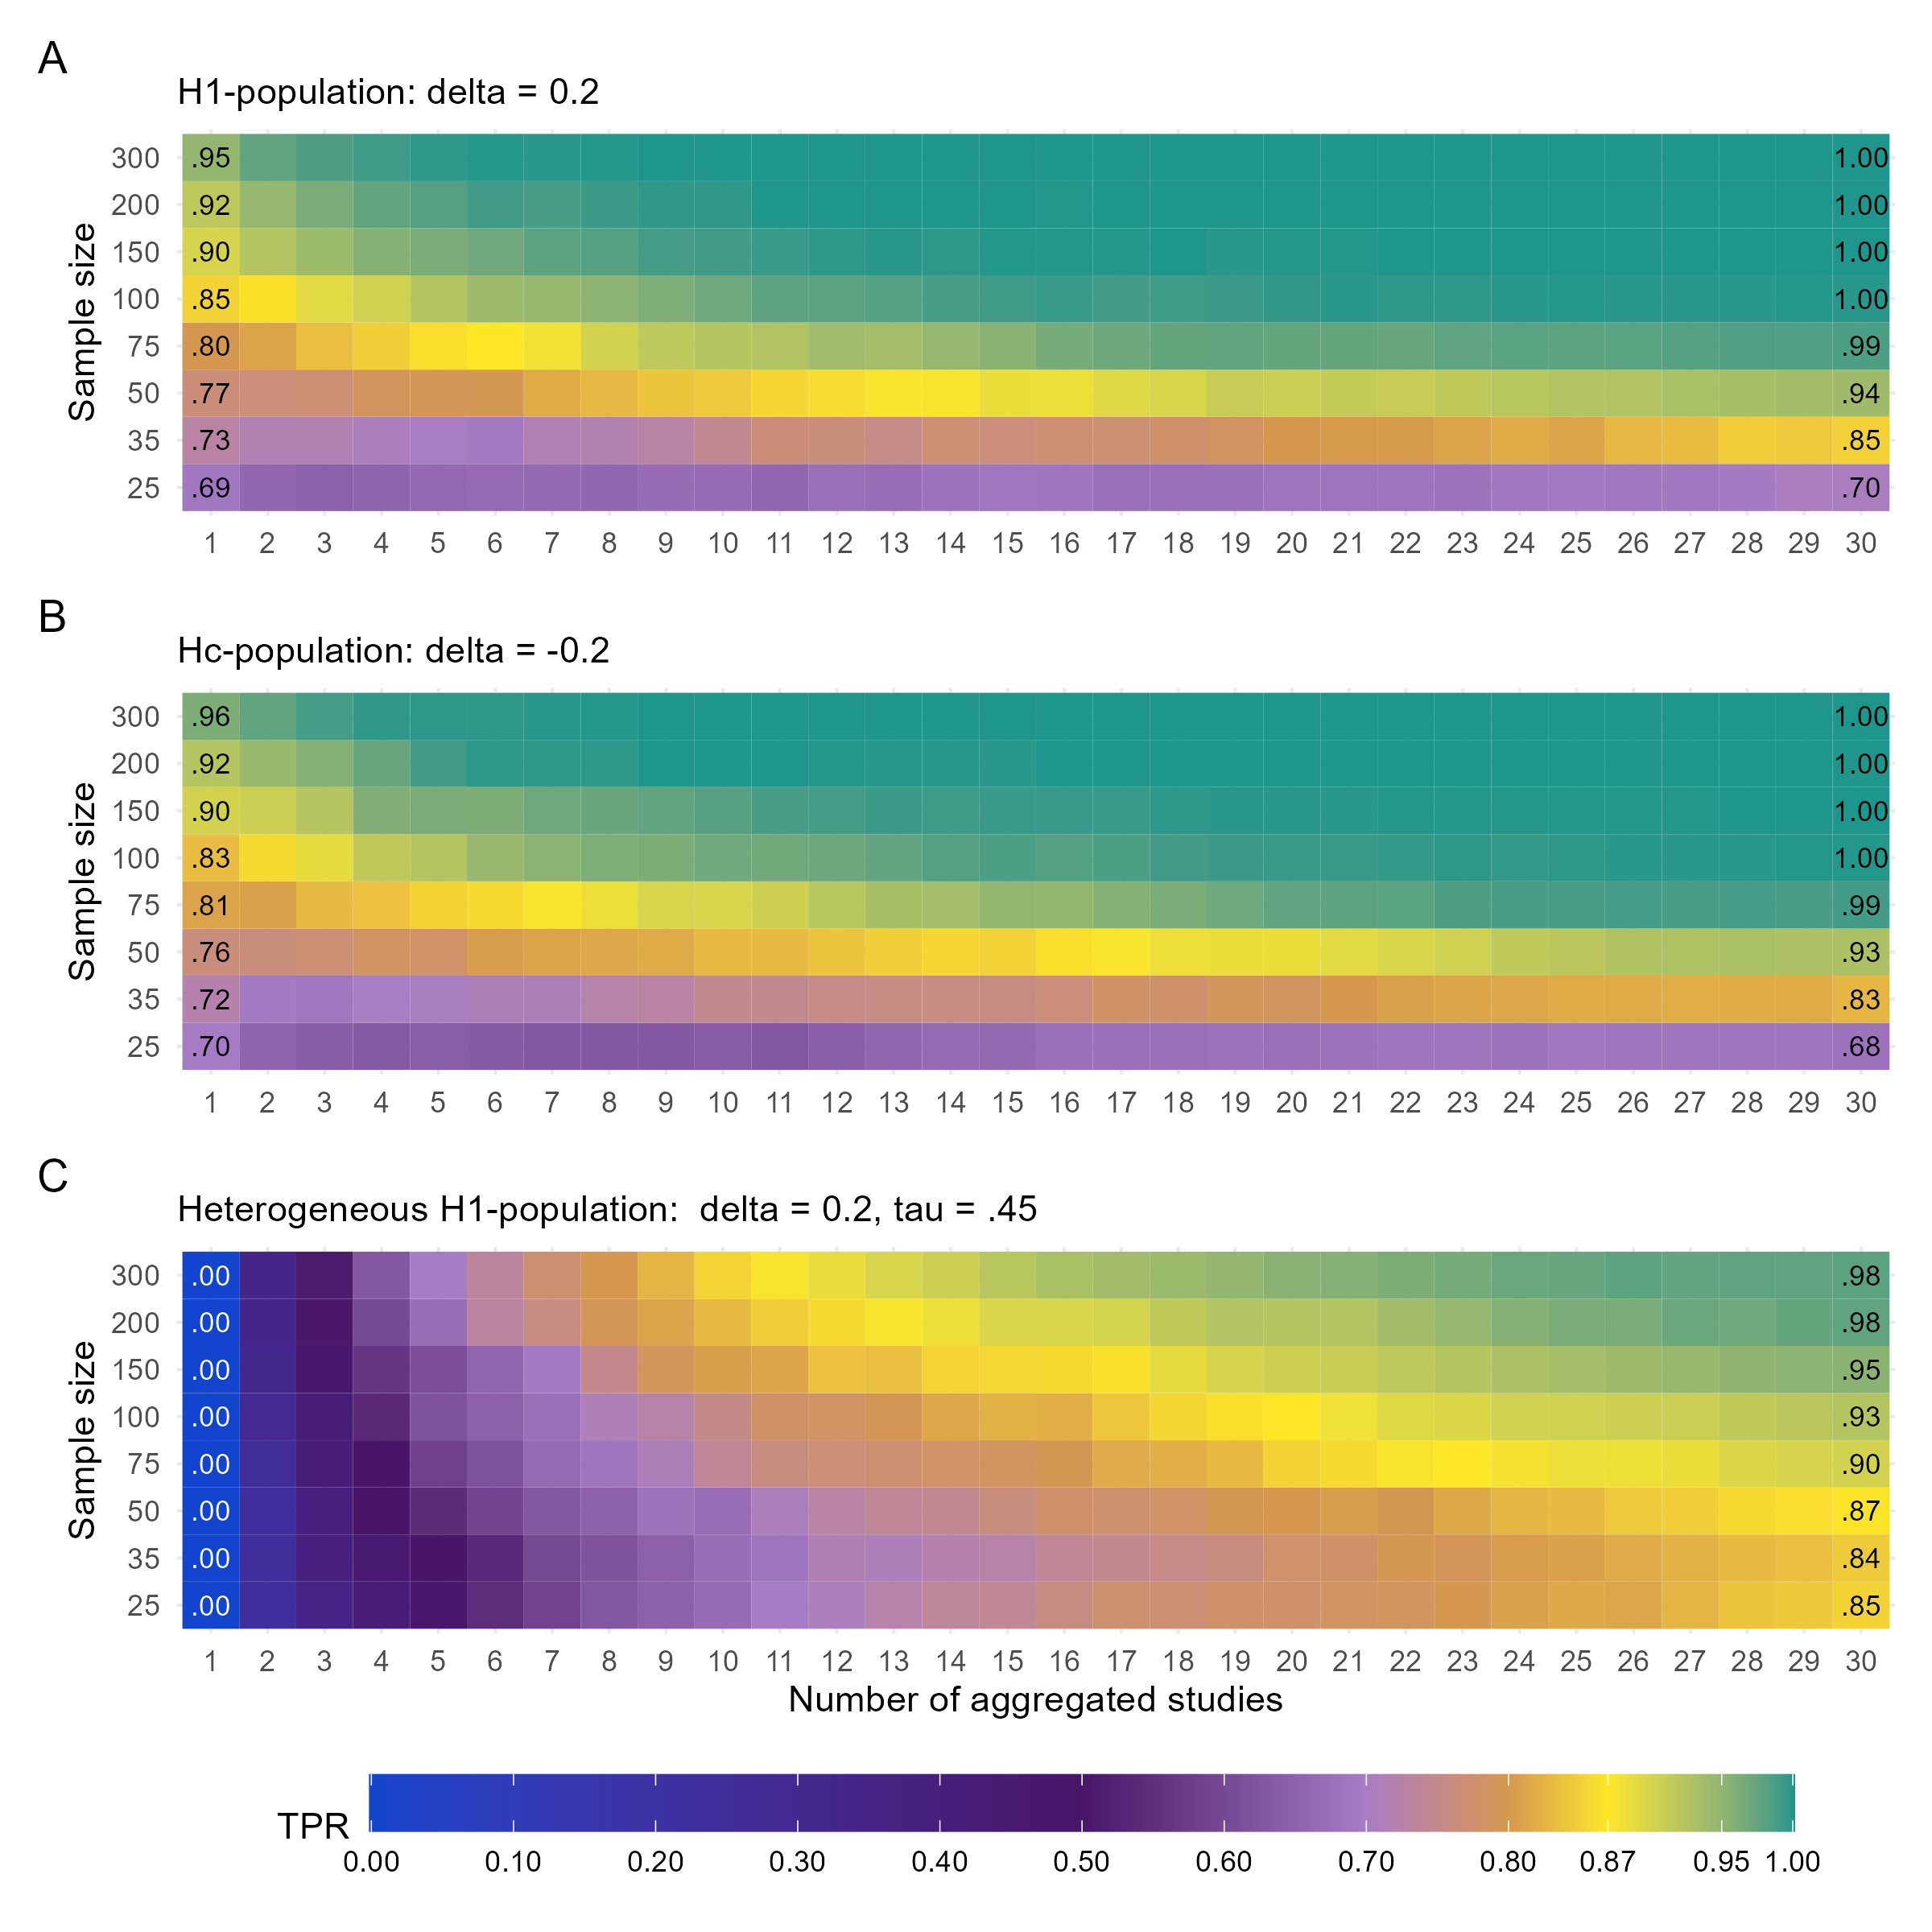 A
H1-population: delta = 0.2
Sample size
300 .95 1.00
200 .92 1.00
150 .90 1.00
100 .85 1.00
75 .80 .99
50 .77 .94
35 .73 .85
25 .69 .70
1 2 3 4 5 6 7 8 9 10 11 12 13 14 15 16 17 18 19 20 21 22 23 24 25 26 27 28 29 30
B
Hc-population: delta = -0.2
Sample size
300 .96 1.00
200 .92 1.00
150 .90 1.00
100 .83 1.00
75 .81 .99
50 .76 .93
35 .72 .83
25 .70 .68
1 2 3 4 5 6 7 8 9 10 11 12 13 14 15 16 17 18 19 20 21 22 23 24 25 26 27 28 29 30
C
Heterogeneous H1-population: delta = 0.2, tau = .45
Sample size
300 .00 .98
200 .00 .98
150 .00 .95
100 .00 .93
75 .00 .90
50 .00 .87
35 .00 .84
25 .00 .85
1 2 3 4 5 6 7 8 9 10 11 12 13 14 15 16 17 18 19 20 21 22 23 24 25 26 27 28 29 30
Number of aggregated studies
TPR
0.00 0.10 0.20 0.30 0.40 0.50 0.60 0.70 0.80 0.87 0.95 1.00